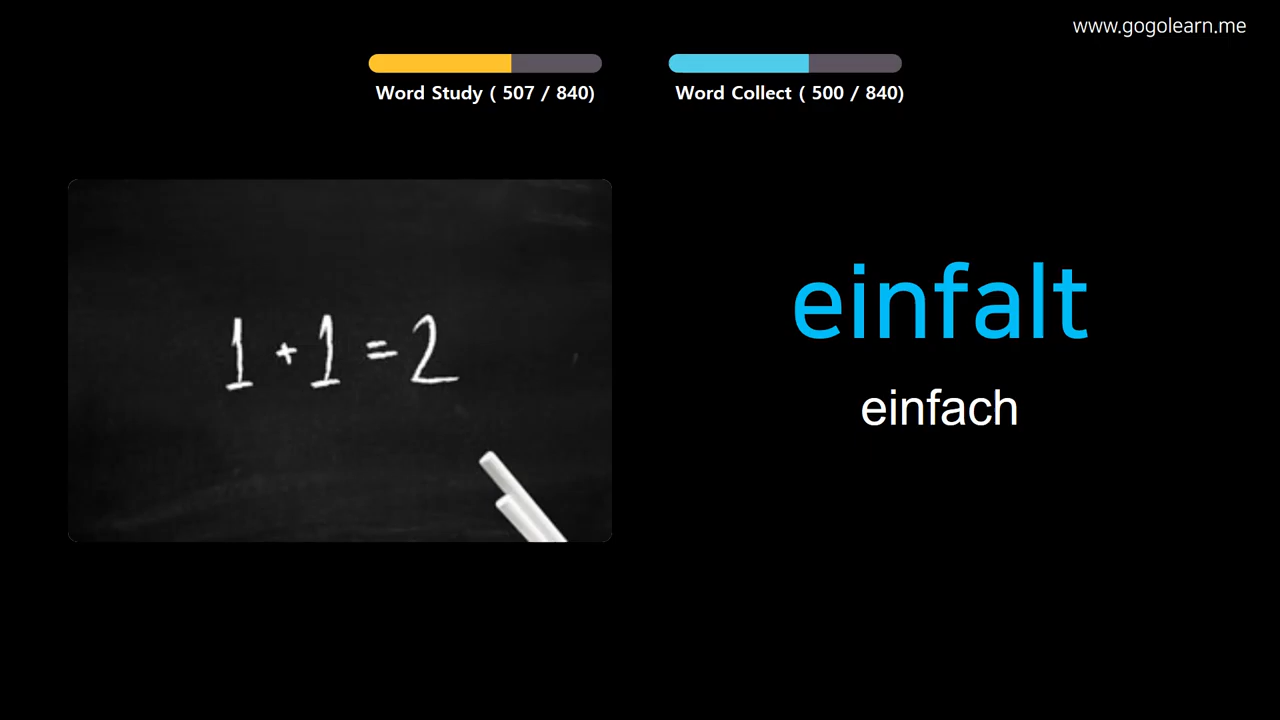 www.gogolearn.me
Word Study ( 507 / 840)
Word Collect ( 500 / 840)
1 + 1 = 2
einfalt
einfach